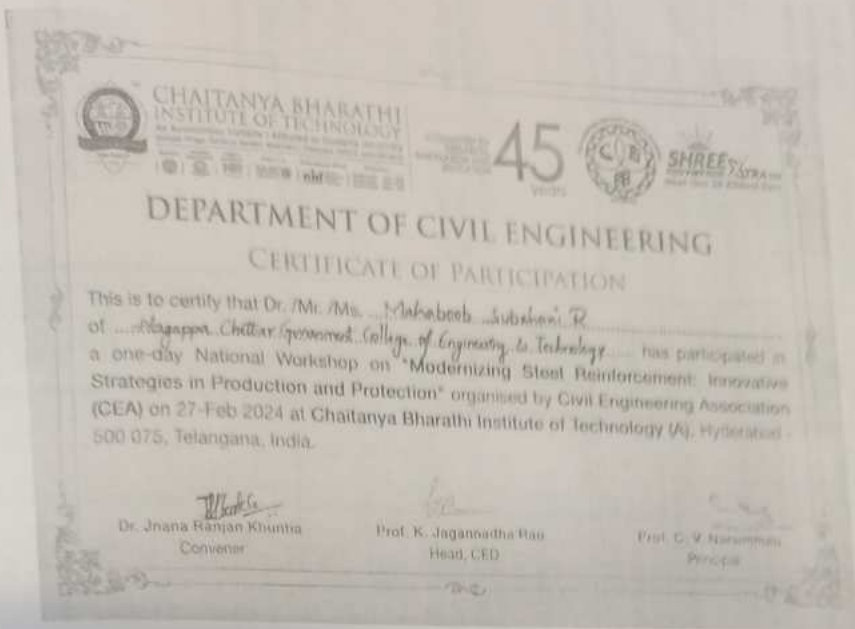 CHAITANYA BHARATHI
INSTITUTE OF TECHNOLOGY
45
YEARS
SHREE
DEPARTMENT OF CIVIL ENGINEERING
CERTIFICATE OF PARTICIPATION
This is to certify that Dr. /Mr. /Ms. ... Mahaboob Subahani R
of ... Alagappa Chettiar Government College of Engineering & Technology ... has participated in
a one-day National Workshop on "Modernizing Steel Reinforcement: Innovative
Strategies in Production and Protection" organised by Civil Engineering Association
(CEA) on 27-Feb 2024 at Chaitanya Bharathi Institute of Technology (A), Hyderabad -
500 075, Telangana, India.
Dr. Jnana Ranjan Khuntia
Convener
Prof. K. Jagannadha Rao
Head, CED
Prof. C. V. Narasimhulu
Principal